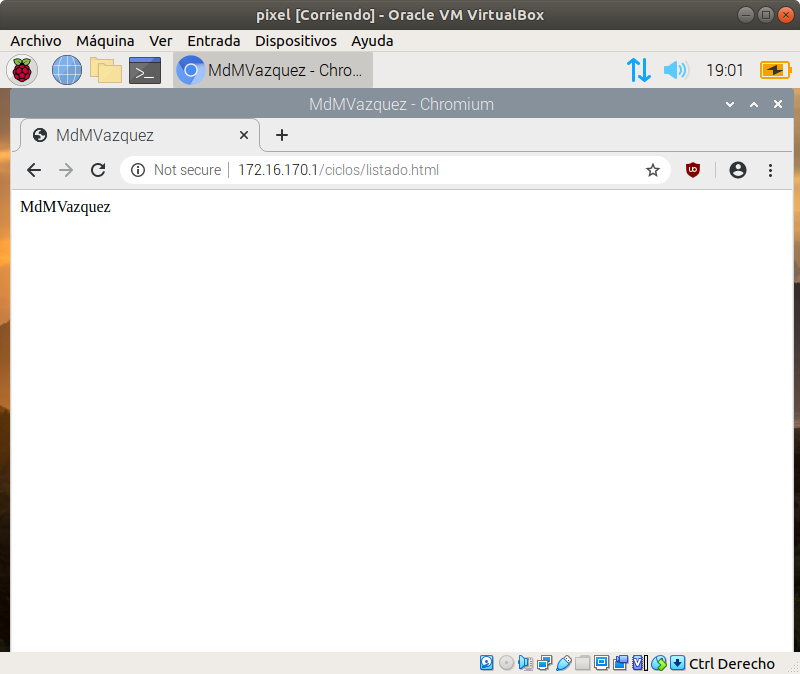 pixel [Corriendo] - Oracle VM VirtualBox
Archivo Máquina Ver Entrada Dispositivos Ayuda
>_ MdMVazquez - Chro... 19:01
MdMVazquez - Chromium
MdMVazquez
Not secure 172.16.170.1/ciclos/listado.html
MdMVazquez
Ctrl Derecho